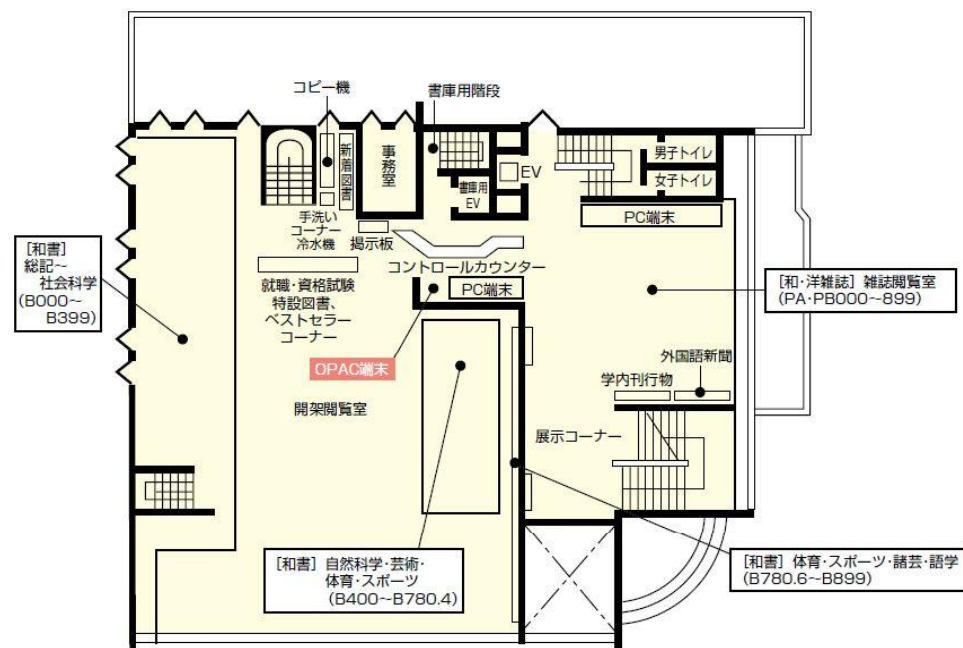 コピー機
書庫用階段
新着図書
事務室
書庫用
EV
EV
男子トイレ
女子トイレ
PC端末
手洗い
コーナー
冷水機
掲示板
[和書]
総記～
社会科学
(B000～
B399)
就職・資格試験
特設図書、
ベストセラー
コーナー
コントロールカウンター
PC端末
[和・洋雑誌] 雑誌閲覧室
(PA・PB000～899)
OPAC端末
外国語新聞
学内刊行物
開架閲覧室
展示コーナー
[和書] 自然科学・芸術・
体育・スポーツ
(B400～B780.4)
[和書] 体育・スポーツ・諸芸・語学
(B780.6～B899)